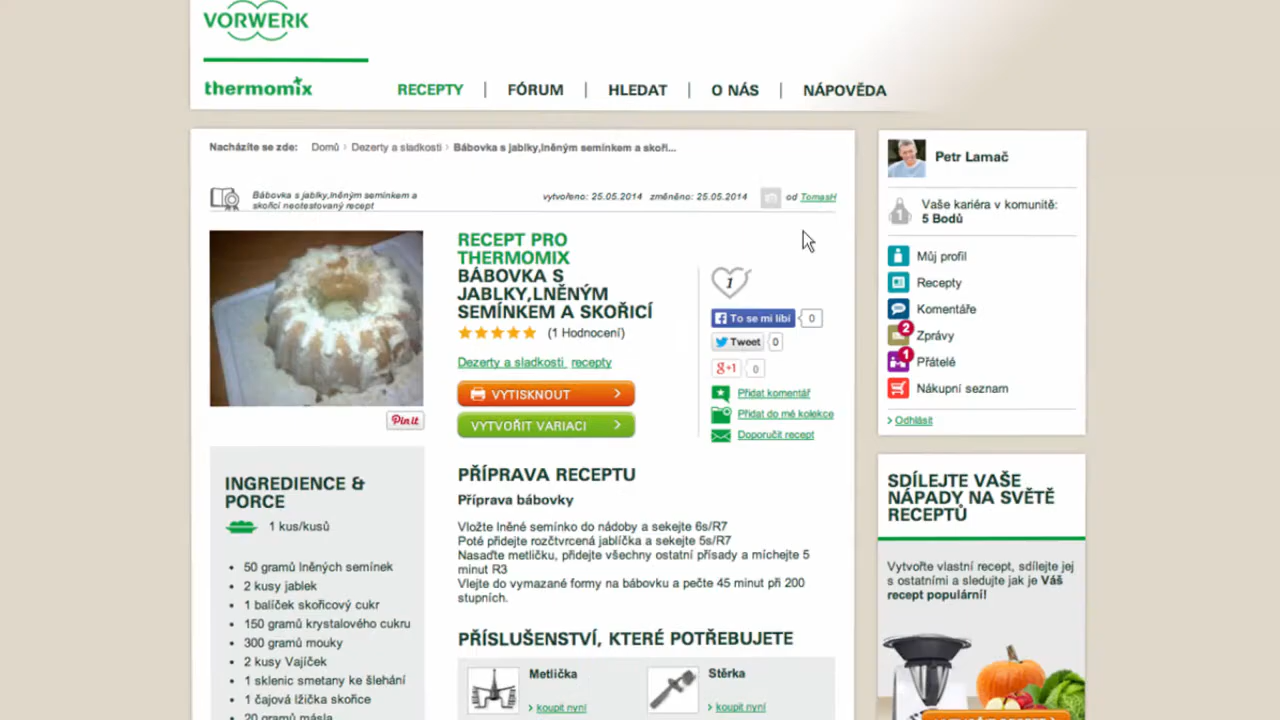 VORWERK
thermomix
RECEPTY | FÓRUM | HLEDAT | O NÁS | NÁPOVĚDA
Nacházíte se zde: Domů › Dezerty a sladkosti › Bábovka s jablky,lněným semínkem a skoři...
Bábovka s jablky,lněným semínkem a
skořicí neotestovaný recept
vytvořeno: 25.05.2014 změněno: 25.05.2014
od TomasH
RECEPT PRO
THERMOMIX
BÁBOVKA S
JABLKY,LNĚNÝM
SEMÍNKEM A SKOŘICÍ
(1 Hodnocení)
Dezerty a sladkosti recepty
VYTISKNOUT
VYTVOŘIT VARIACI
1
To se mi líbí 0
Tweet 0
g+1 0
Přidat komentář
Přidat do mé kolekce
Doporučit recept
Pin it
INGREDIENCE &
PORCE
1 kus/kusů
• 50 gramů lněných semínek
• 2 kusy jablek
• 1 balíček skořicový cukr
• 150 gramů krystalového cukru
• 300 gramů mouky
• 2 kusy Vajíček
• 1 sklenic smetany ke šlehání
• 1 čajová lžička skořice
• 20 gramů másla
PŘÍPRAVA RECEPTU
Příprava bábovky
Vložte lněné semínko do nádoby a sekejte 6s/R7
Poté přidejte rozčtvrcená jablíčka a sekejte 5s/R7
Nasaďte metličku, přidejte všechny ostatní přísady a míchejte 5
minut R3
Vlejte do vymazané formy na bábovku a pečte 45 minut při 200
stupních.
PŘÍSLUŠENSTVÍ, KTERÉ POTŘEBUJETE
Metlička
› koupit nyní
Stěrka
› koupit nyní
Petr Lamač
1
Vaše kariéra v komunitě:
5 Bodů
Můj profil
Recepty
Komentáře
2
Zprávy
1
Přátelé
Nákupní seznam
› Odhlásit
SDÍLEJTE VAŠE
NÁPADY NA SVĚTĚ
RECEPTŮ
Vytvořte vlastní recept, sdílejte jej
s ostatními a sledujte jak je Váš
recept populární!